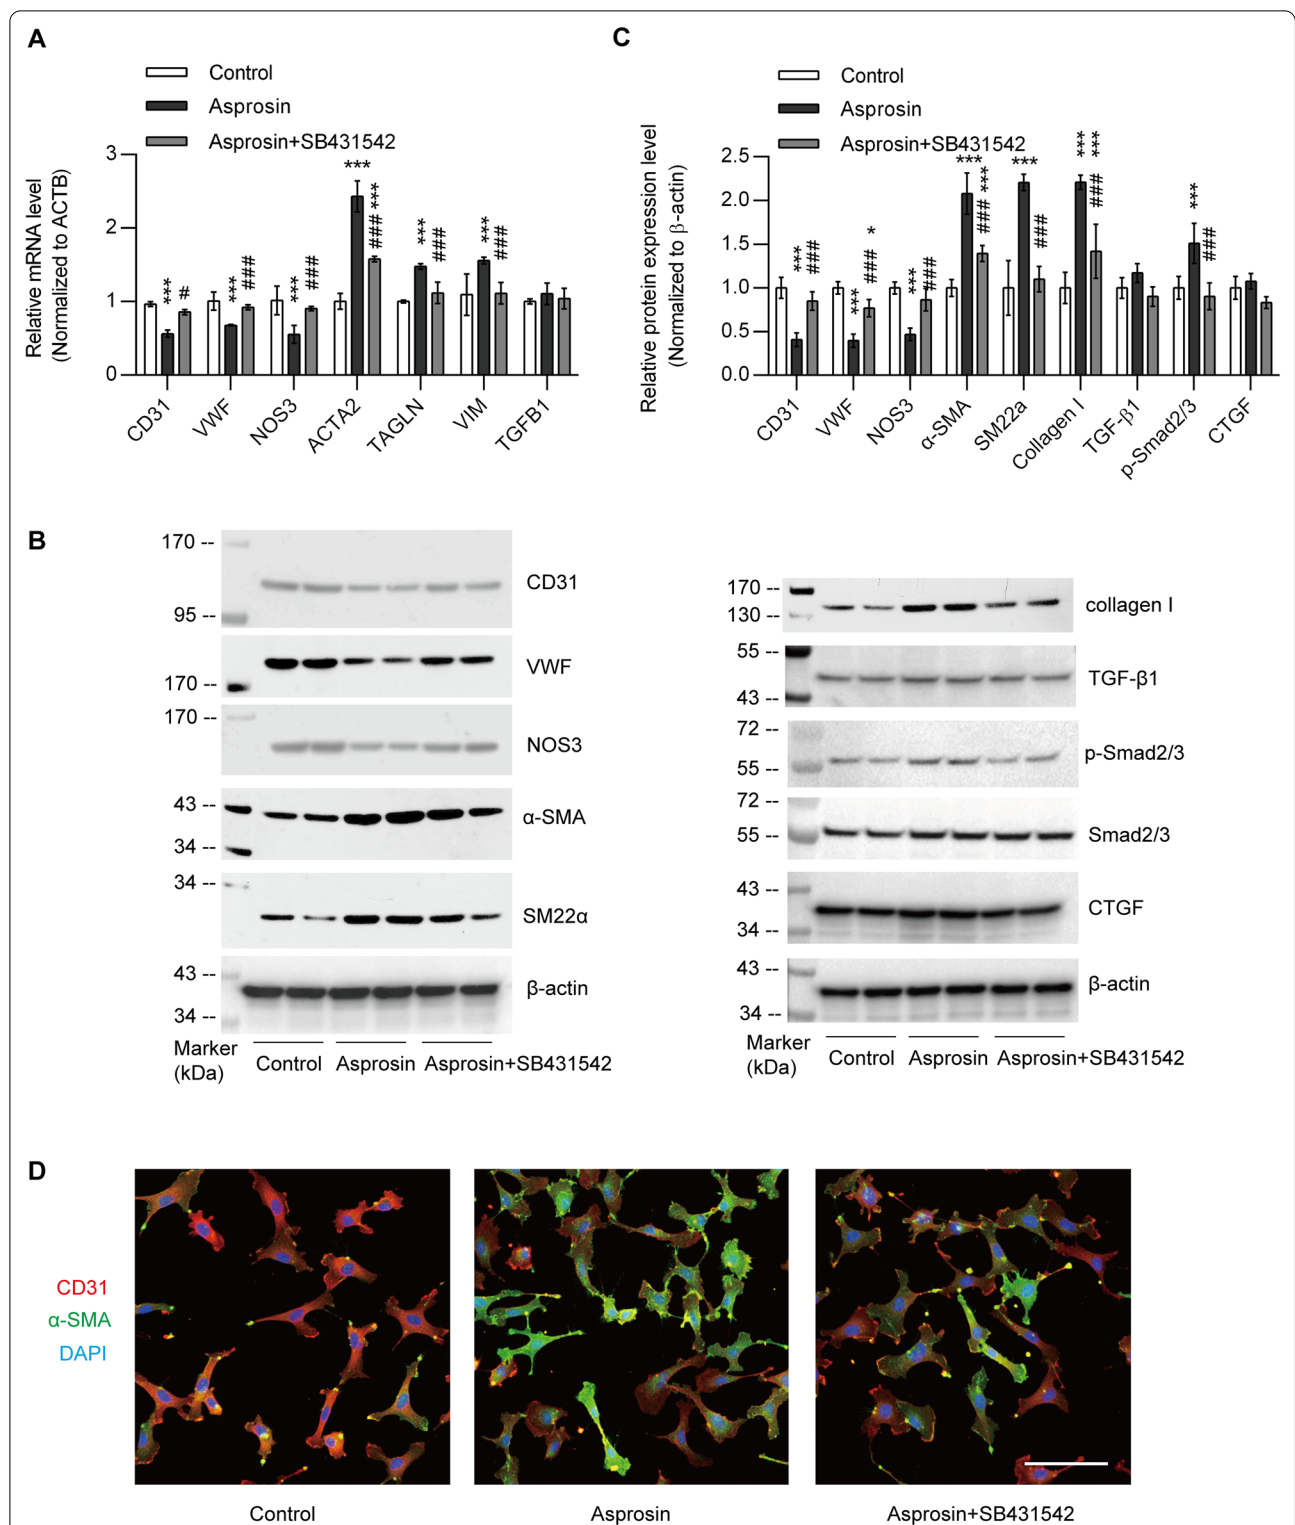 A
Control
Asprosin
Asprosin+SB431542
Relative mRNA level
(Normalized to ACTB)
3
2
1
0
***
#
***
###
***
###
***
###
***
***
###
***
###
CD31
VWF
NOS3
ACTA2
TAGLN
VIM
TGFB1
C
Control
Asprosin
Asprosin+SB431542
Relative protein expression level
(Normalized to β-actin)
2.5
2.0
1.5
1.0
0.5
0.0
***
###
***
###
*
***
###
***
###
***
***
###
***
###
***
***
###
CD31
VWF
NOS3
α-SMA
SM22a
Collagen I
TGF-β1
p-Smad2/3
CTGF
B
170 --
95 --
CD31
170 --
VWF
170 --
NOS3
43 --
34 --
α-SMA
34 --
SM22α
43 --
34 --
β-actin
Marker
(kDa)
Control
Asprosin
Asprosin+SB431542
170 --
130 --
collagen I
55 --
43 --
TGF-β1
72 --
55 --
p-Smad2/3
72 --
55 --
Smad2/3
43 --
34 --
CTGF
43 --
34 --
β-actin
Marker
(kDa)
Control
Asprosin
Asprosin+SB431542
D
CD31
α-SMA
DAPI
Control
Asprosin
Asprosin+SB431542